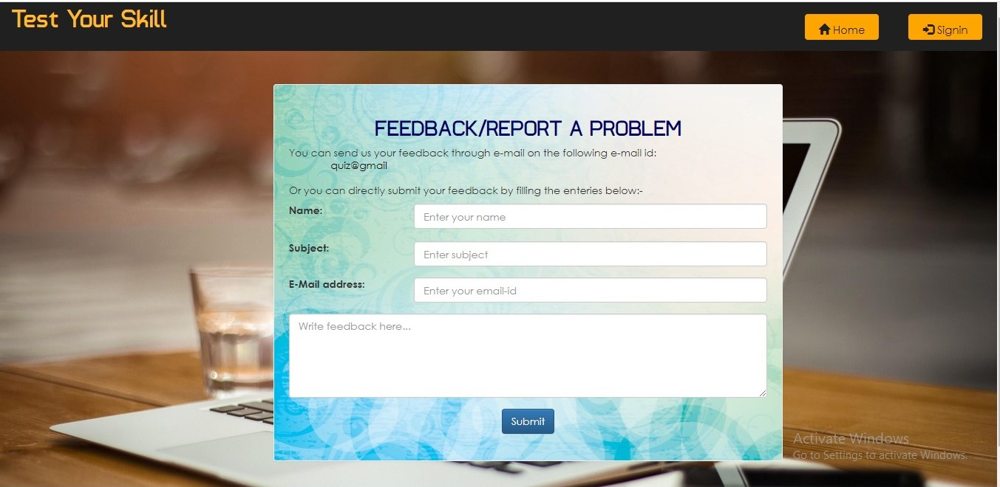 Test Your Skill
Home
Signin
FEEDBACK/REPORT A PROBLEM
You can send us your feedback through e-mail on the following e-mail id:
quiz@gmail
Or you can directly submit your feedback by filling the enteries below:-
Name:
Enter your name
Subject:
Enter subject
E-Mail address:
Enter your email-id
Write feedback here...
Submit
Activate Windows
Go to Settings to activate Windows.